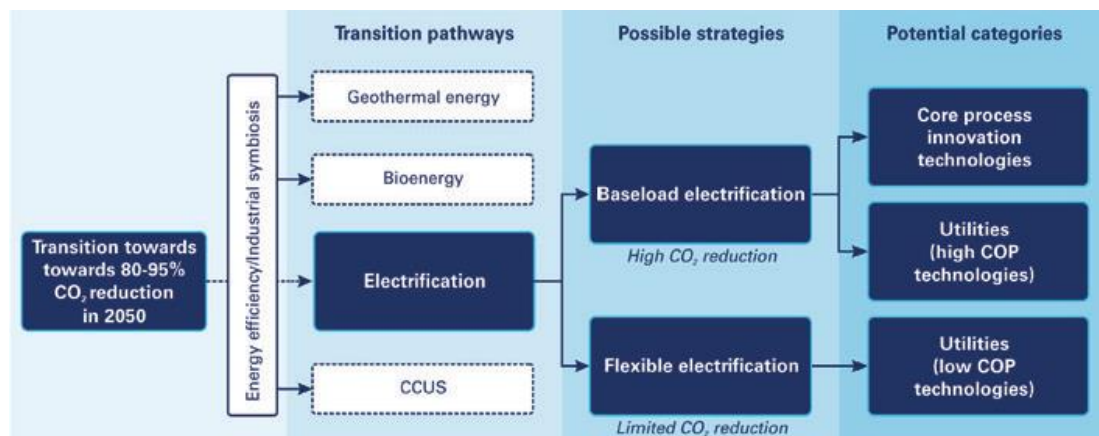 Transition pathways
Possible strategies
Potential categories
Transition towards
towards 80-95%
CO₂ reduction
in 2050
Energy efficiency/Industrial symbiosis
Geothermal energy
Bioenergy
Electrification
CCUS
Baseload electrification
High CO₂ reduction
Flexible electrification
Limited CO₂ reduction
Core process
innovation
technologies
Utilities
(high COP
technologies)
Utilities
(low COP
technologies)